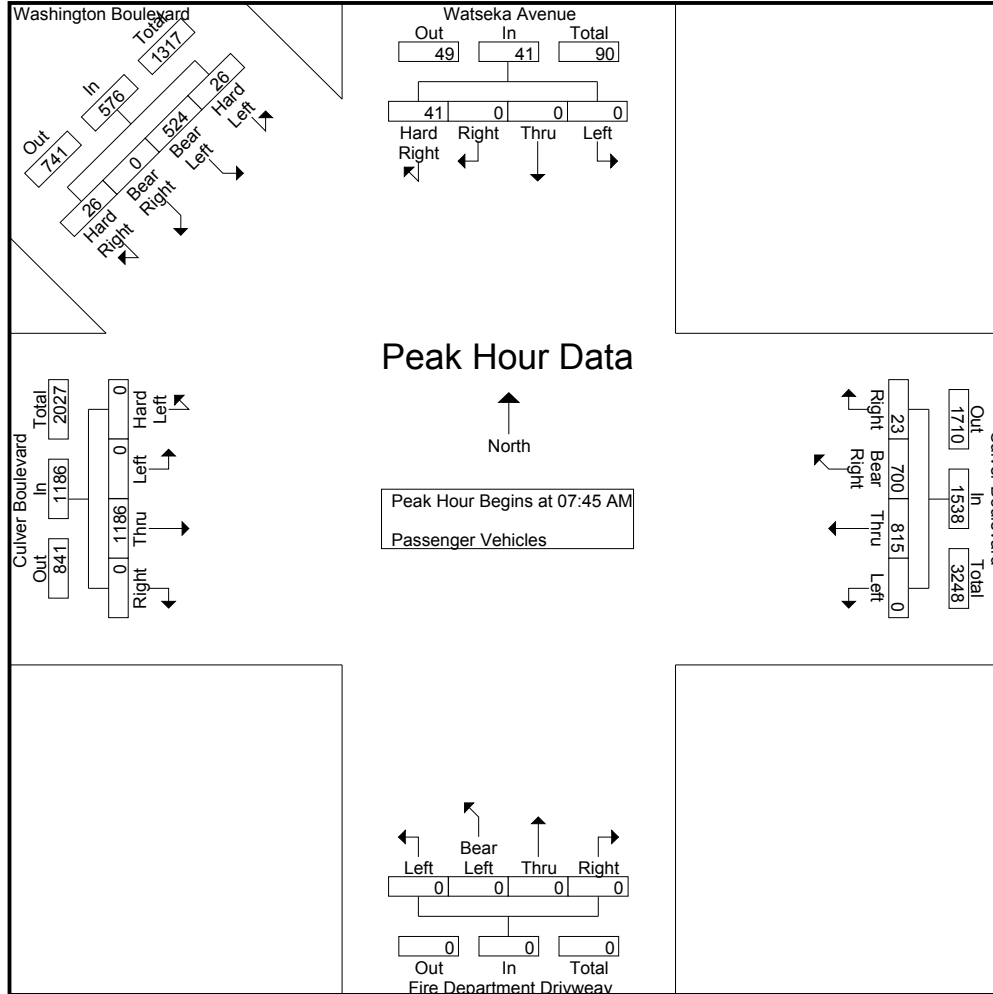 Washington Boulevard
Total
1317
In
576
Out
741
26
524
0
26
Hard
Left
Bear
Left
Bear
Right
Hard
Right
Watseka Avenue
Out In Total
49 41 90
41 0 0 0
Hard
Right
Right Thru Left
Peak Hour Data
North
Peak Hour Begins at 07:45 AM
Passenger Vehicles
Culver Boulevard
Total In Out
2027 1186 841
0 0 1186 0
Hard
Left
Left Thru Right
Out In Total
1710 1538 3248
23 700 815 0
Right
Bear
Right
Thru Left
Left
Bear
Left
Thru Right
0 0 0 0
0 0 0
Out In Total
Fire Department Driveway